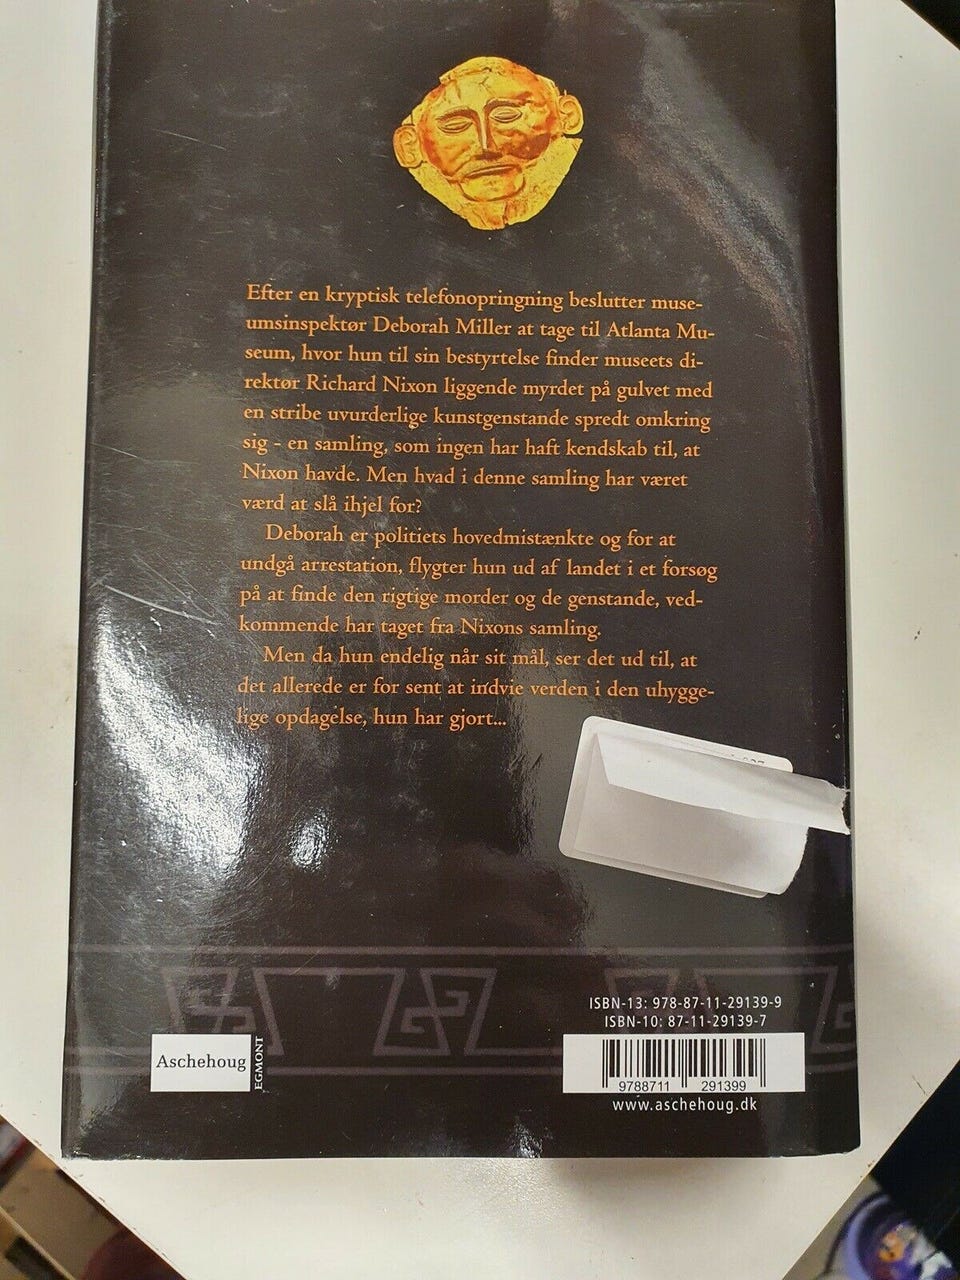 Efter en kryptisk telefonopringning beslutter muse-
umsinspektør Deborah Miller at tage til Atlanta Mu-
seum, hvor hun til sin bestyrtelse finder museets di-
rektør Richard Nixon liggende myrdet på gulvet med
en stribe uvurderlige kunstgenstande spredt omkring
sig - en samling, som ingen har haft kendskab til, at
Nixon havde. Men hvad i denne samling har været
værd at slå ihjel for?
Deborah er politiets hovedmistænkte og for at
undgå arrestation, flygter hun ud af landet i et forsøg
på at finde den rigtige morder og de genstande, ved-
kommende har taget fra Nixons samling.
Men da hun endelig når sit mål, ser det ud til, at
det allerede er for sent at indvie verden i den uhygge-
lige opdagelse, hun har gjort...
ISBN-13: 978-87-11-29139-9
ISBN-10: 87-11-29139-7
Aschehoug
EGMONT
9788711 291399
www.aschehoug.dk